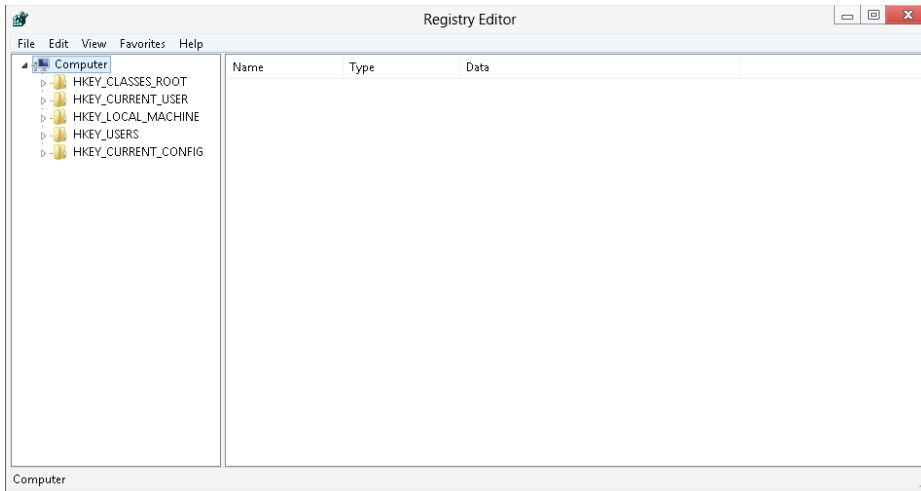 Registry Editor
File Edit View Favorites Help
Computer
Name Type Data
HKEY_CLASSES_ROOT
HKEY_CURRENT_USER
HKEY_LOCAL_MACHINE
HKEY_USERS
HKEY_CURRENT_CONFIG
Computer